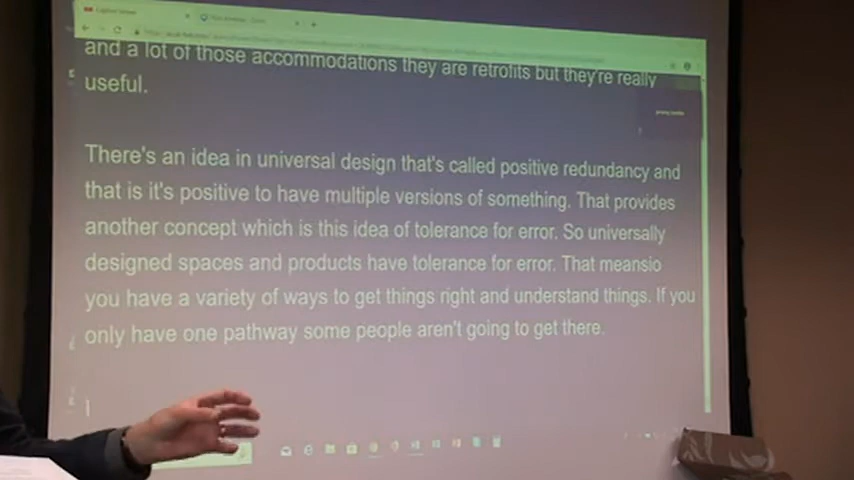 and a lot of those accommodations they are retrofits but they're really
useful.
There's an idea in universal design that's called positive redundancy and
that is it's positive to have multiple versions of something. That provides
another concept which is this idea of tolerance for error. So universally
designed spaces and products have tolerance for error. That meansio
you have a variety of ways to get things right and understand things. If you
only have one pathway some people aren't going to get there.
i